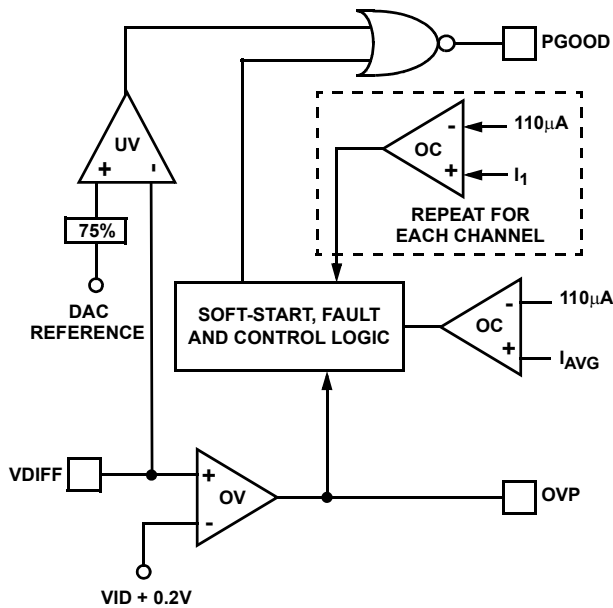 PGOOD
UV
+ -
75%
DAC
REFERENCE
- 110μA
OC
+ I1
REPEAT FOR
EACH CHANNEL
SOFT-START, FAULT
AND CONTROL LOGIC
- 110μA
OC
+ IAVG
VDIFF
+
OV
-
OVP
VID + 0.2V